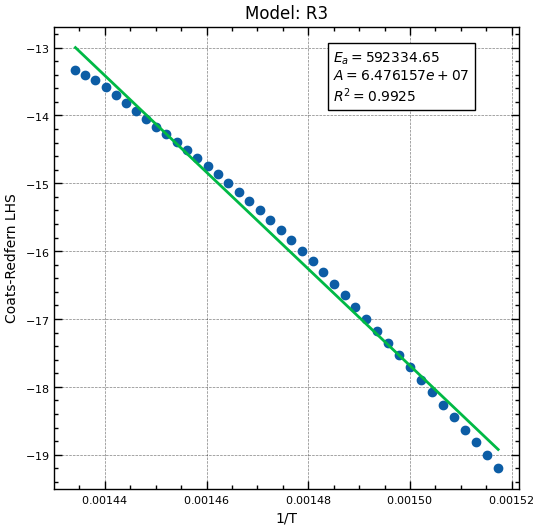 Model: R3
−13
−14
−15
−16
−17
−18
−19
Coats-Redfern LHS
E_a = 592334.65
A = 6.476157e + 07
R² = 0.9925
0.00144 0.00146 0.00148 0.00150 0.00152
1/T